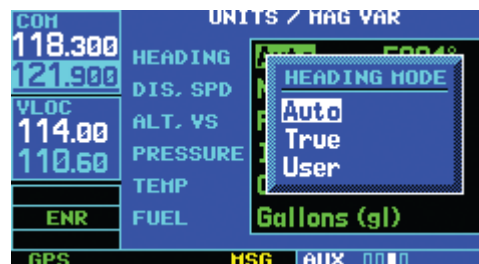 COM
UNITS / MAG VAR
118.300
121.900
HEADING
HEADING MODE
DIS, SPD
VLOC
114.00
110.60
ALT, VS
Auto
True
User
PRESSURE
TEMP
ENR
FUEL
Gallons (gl)
GPS
MSG
AUX